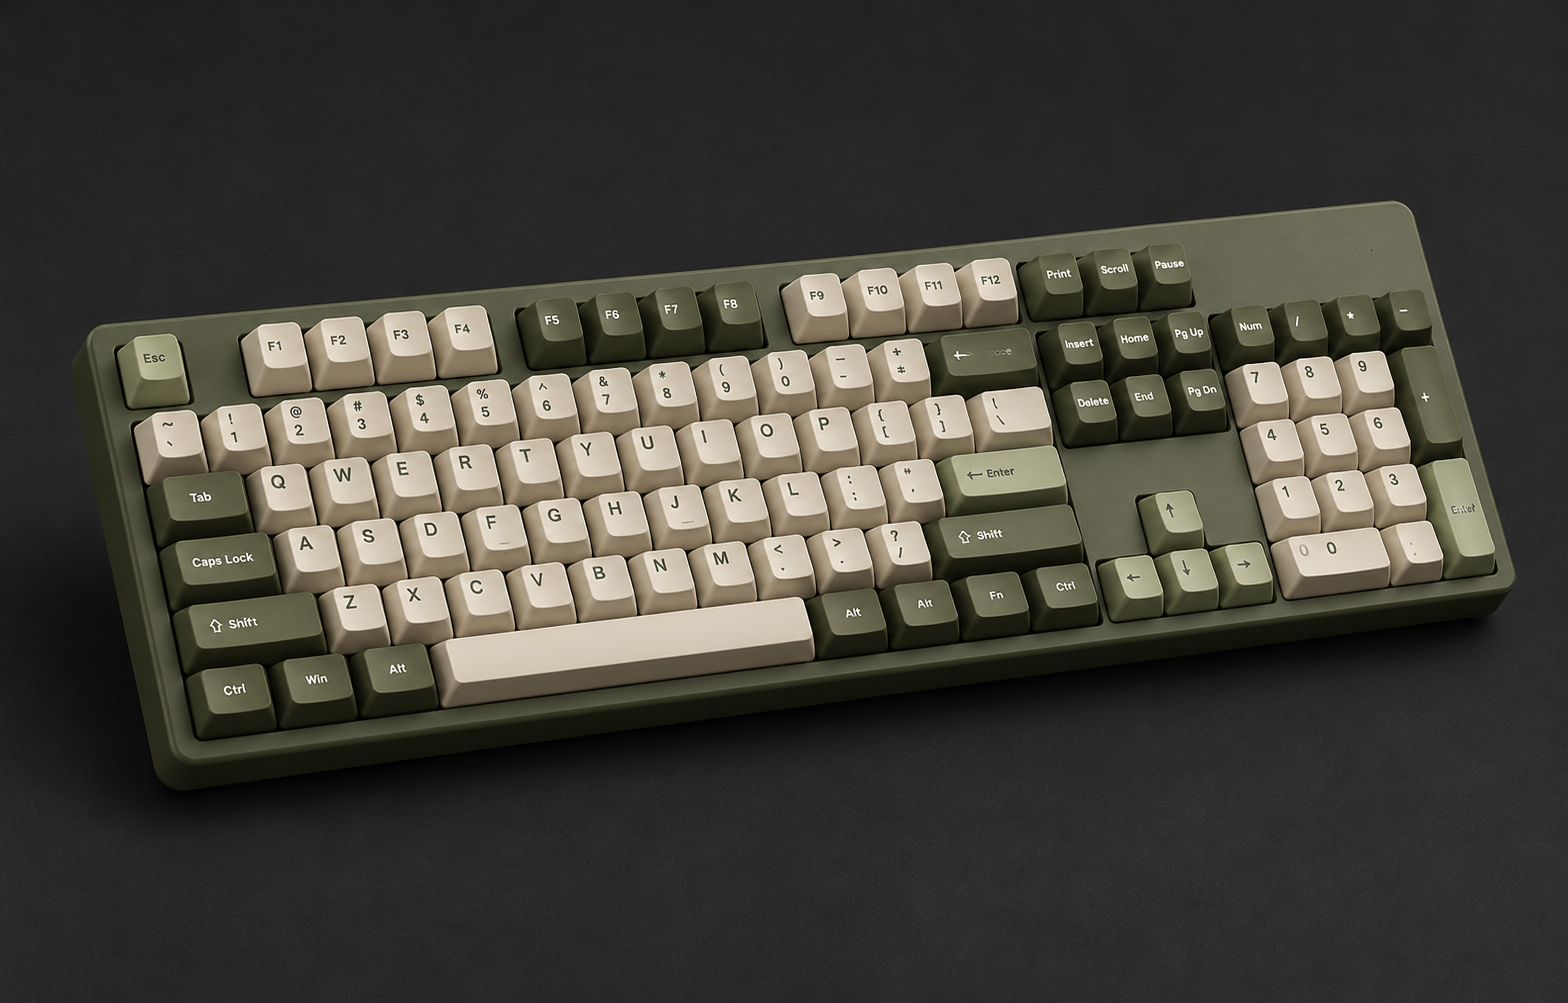 Esc F1 F2 F3 F4 F5 F6 F7 F8 F9 F10 F11 F12 Print Scroll Pause
~ ! @ # $ % ^ & * ( ) — +
` 1 2 3 4 5 6 7 8 9 0 - ‡ ← Insert Home Pg Up Num / * −
Tab Q W E R T Y U I O P { } (
[ ] \ Delete End Pg Dn 7 8 9 +
Caps Lock A S D F G H J K L : " ← Enter 4 5 6
; ,
⇧ Shift Z X C V B N M < > ? ⇧ Shift ↑ 1 2 3 Enter
. . /
Ctrl Win Alt Alt Alt Fn Ctrl ← ↓ → 0 0 .